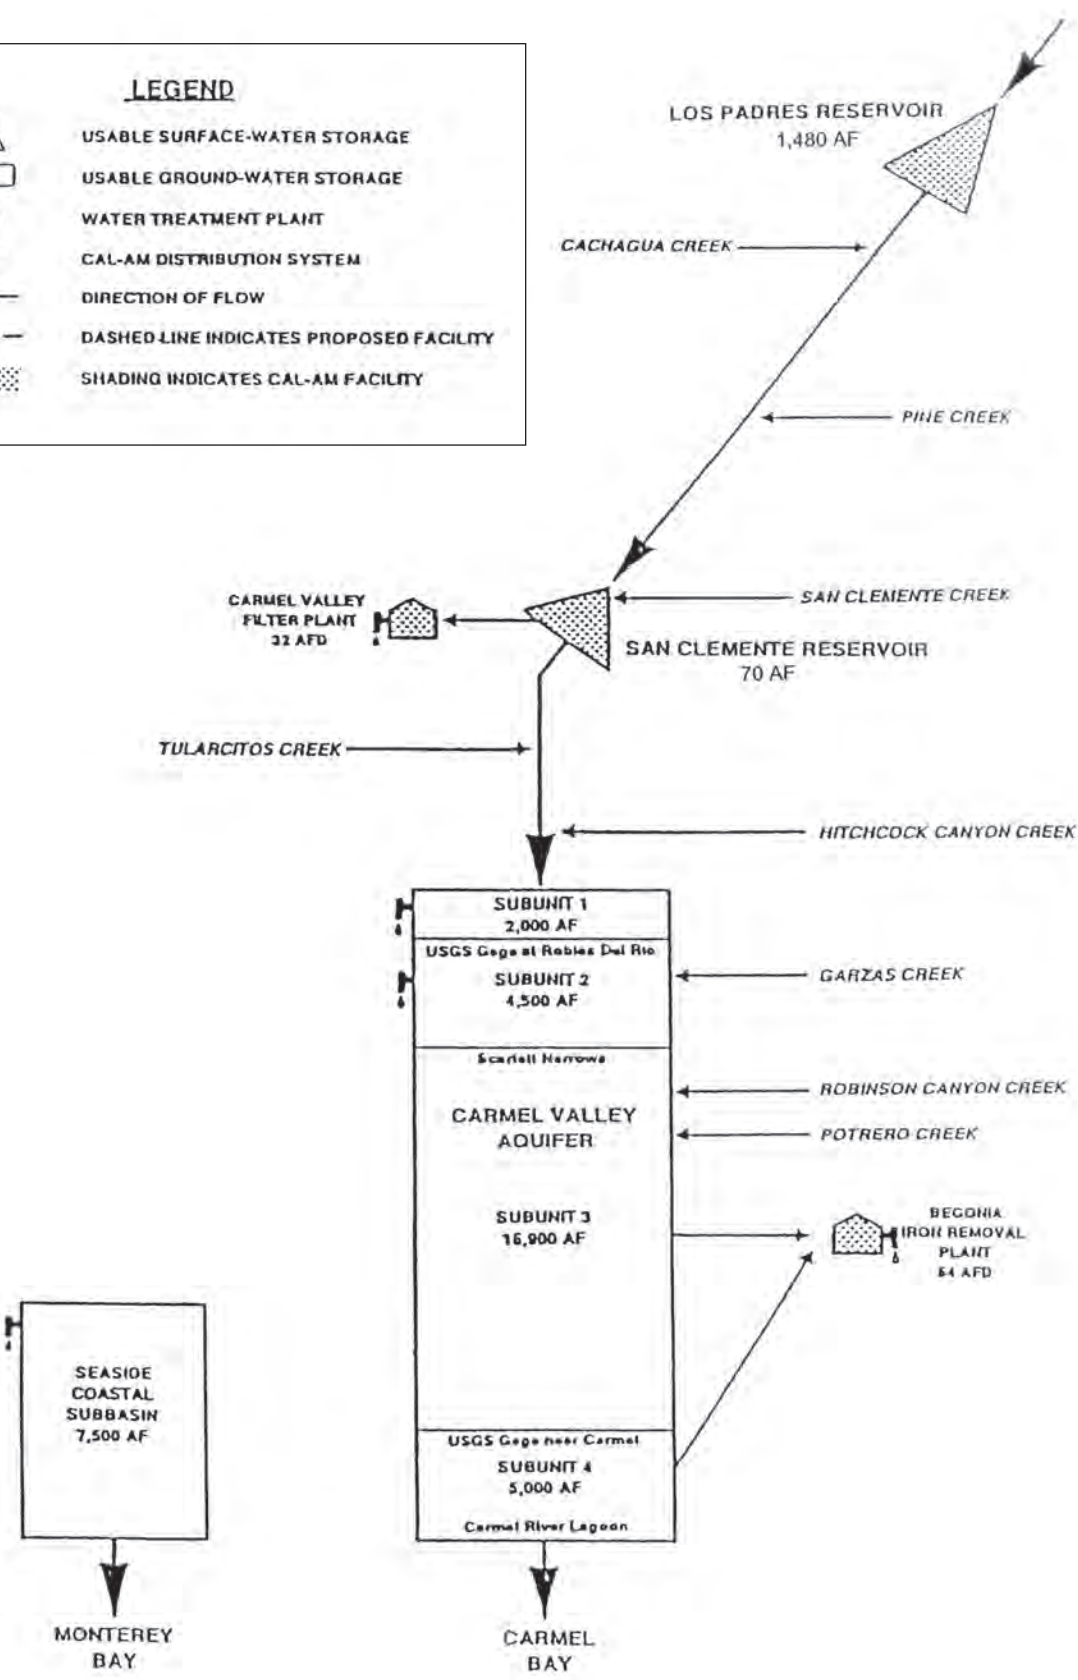 LEGEND
USABLE SURFACE-WATER STORAGE
USABLE GROUND-WATER STORAGE
WATER TREATMENT PLANT
CAL-AM DISTRIBUTION SYSTEM
DIRECTION OF FLOW
DASHED LINE INDICATES PROPOSED FACILITY
SHADING INDICATES CAL-AM FACILITY
LOS PADRES RESERVOIR
1,480 AF
CACHAGUA CREEK
PINE CREEK
CARMEL VALLEY
FILTER PLANT
32 AFD
SAN CLEMENTE CREEK
SAN CLEMENTE RESERVOIR
70 AF
TULARCITOS CREEK
HITCHCOCK CANYON CREEK
SUBUNIT 1
2,000 AF
USGS Gage at Robles Del Rio
SUBUNIT 2
4,500 AF
GARZAS CREEK
Scarlett Narrows
ROBINSON CANYON CREEK
CARMEL VALLEY
AQUIFER
POTRERO CREEK
SUBUNIT 3
16,900 AF
BEGONIA
IRON REMOVAL
PLANT
AFD
USGS Gage near Carmel
SUBUNIT 4
5,000 AF
Carmel River Lagoon
SEASIDE
COASTAL
SUBBASIN
7,500 AF
MONTEREY
BAY
CARMEL
BAY